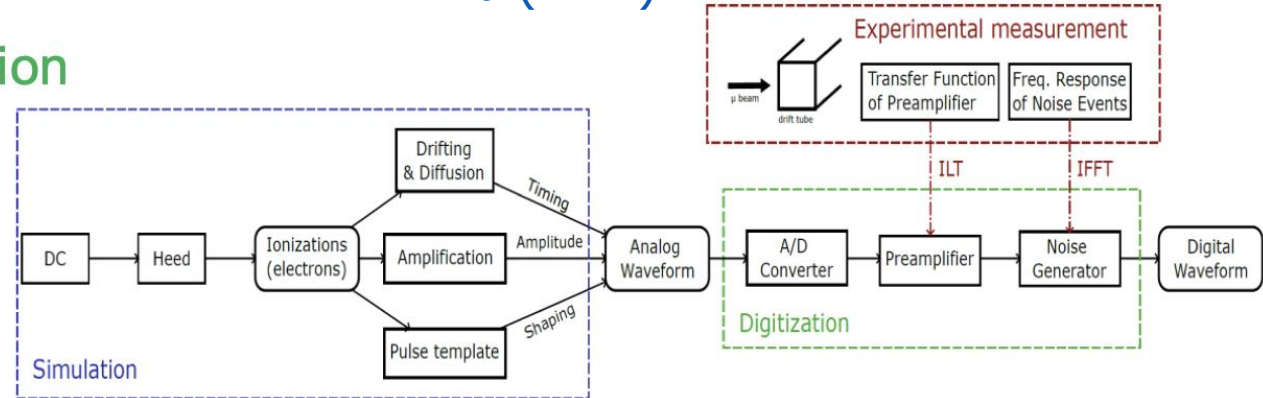 ion
Experimental measurement
μ beam
drift tube
Transfer Function
of Preamplifier
Freq. Response
of Noise Events
ILT
IFFT
DC
Heed
Ionizations
(electrons)
Drifting
& Diffusion
Amplification
Pulse template
Timing
Amplitude
Shaping
Simulation
Analog
Waveform
A/D
Converter
Preamplifier
Noise
Generator
Digitization
Digital
Waveform